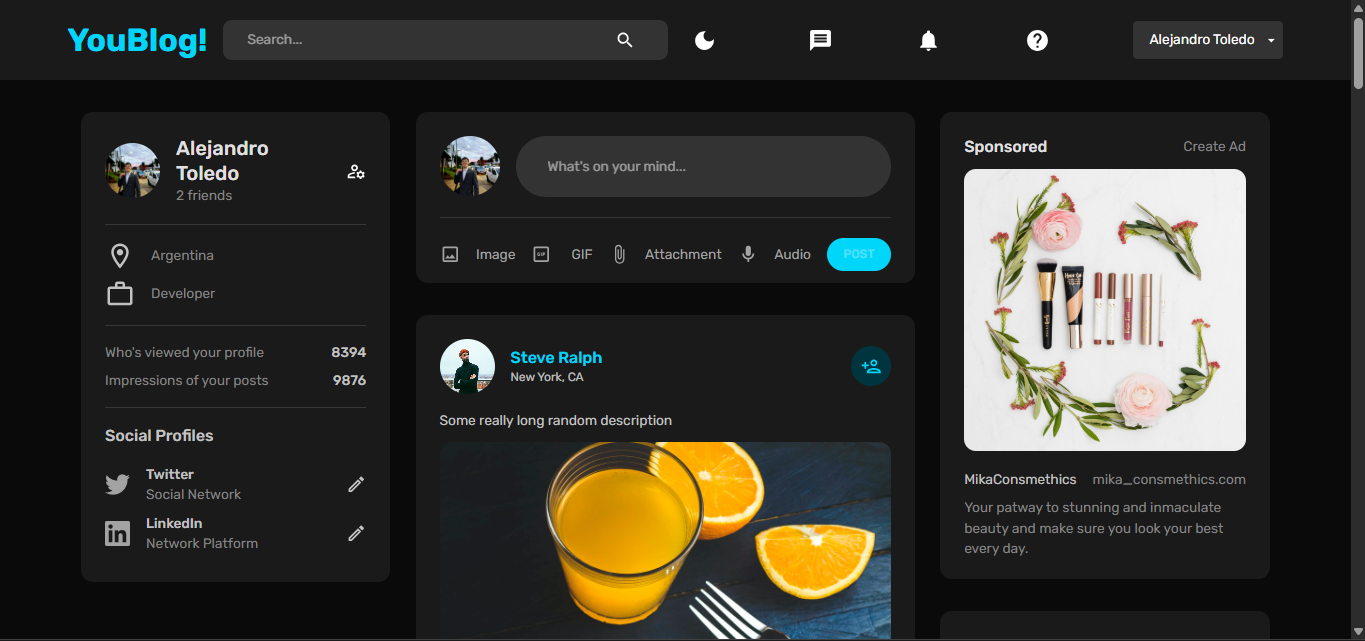 YouBlog!
Search...
Alejandro Toledo
Alejandro
Toledo
2 friends
Argentina
Developer
Who's viewed your profile 8394
Impressions of your posts 9876
Social Profiles
Twitter
Social Network
LinkedIn
Network Platform
What's on your mind...
Image GIF GIF Attachment Audio POST
Steve Ralph
New York, CA
Some really long random description
Sponsored Create Ad
MikaConsmethics mika_consmethics.com
Your patway to stunning and inmaculate
beauty and make sure you look your best
every day.